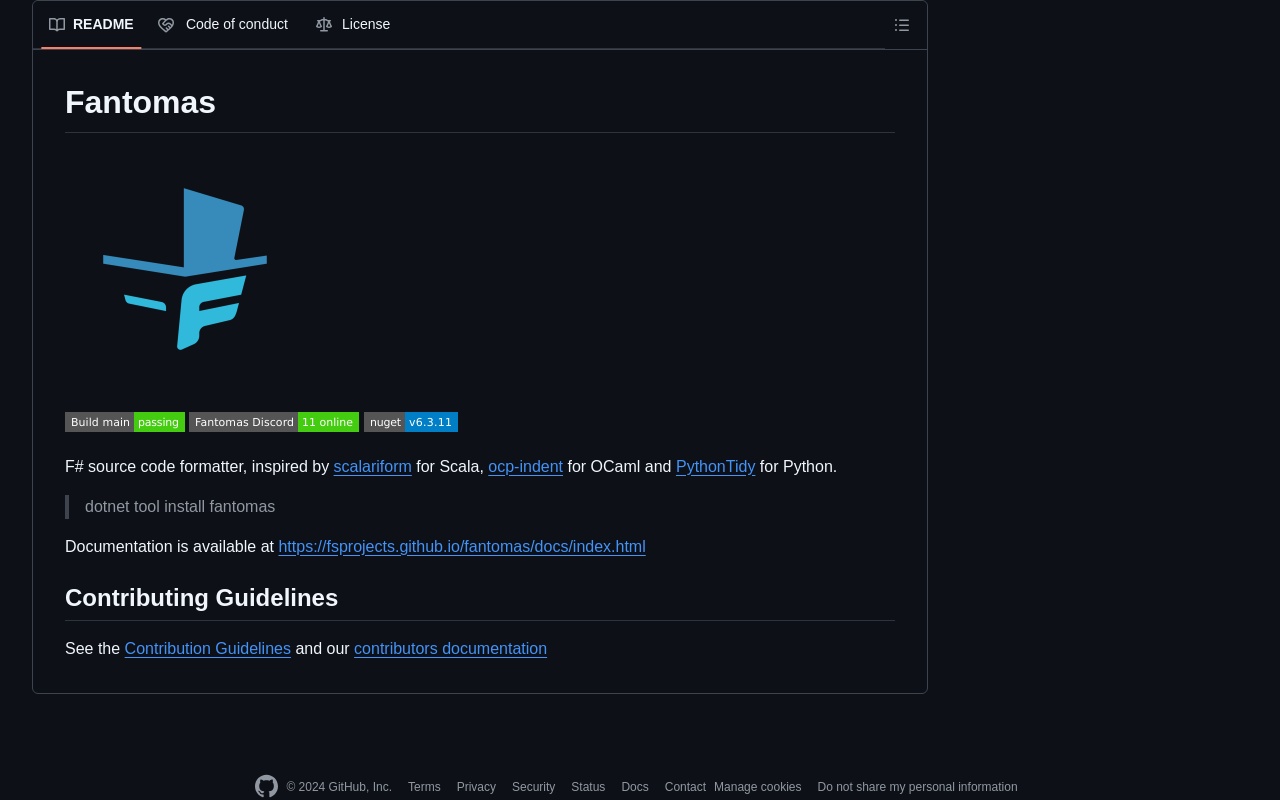 README Code of conduct License
Fantomas
Build main passing Fantomas Discord 11 online nuget v6.3.11
F# source code formatter, inspired by scalariform for Scala, ocp-indent for OCaml and PythonTidy for Python.
dotnet tool install fantomas
Documentation is available at https://fsprojects.github.io/fantomas/docs/index.html
Contributing Guidelines
See the Contribution Guidelines and our contributors documentation
© 2024 GitHub, Inc. Terms Privacy Security Status Docs Contact Manage cookies Do not share my personal information